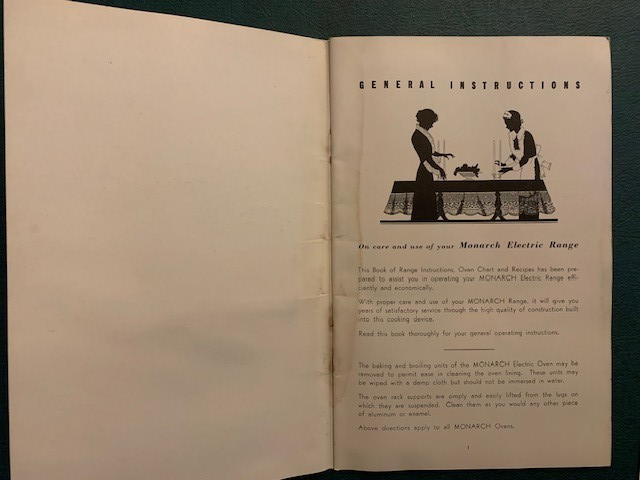 GENERAL INSTRUCTIONS
On care and use of your Monarch Electric Range
This Book of Range Instructions, Oven Chart and Recipes has been pre-
pared to assist you in operating your MONARCH Electric Range effi-
ciently and economically.
With proper care and use of your MONARCH Range, it will give you
years of satisfactory service through the high quality of construction built
into this cooking device.
Read this book thoroughly for your general operating instructions.
The baking and broiling units of the MONARCH Electric Oven may be
removed to permit ease in cleaning the oven lining. These units may
be wiped with a damp cloth but should not be immersed in water.
The oven rack supports are simply and easily lifted from the lugs on
which they are suspended. Clean them as you would any other piece
of aluminum or enamel.
Above directions apply to all MONARCH Ovens.
1